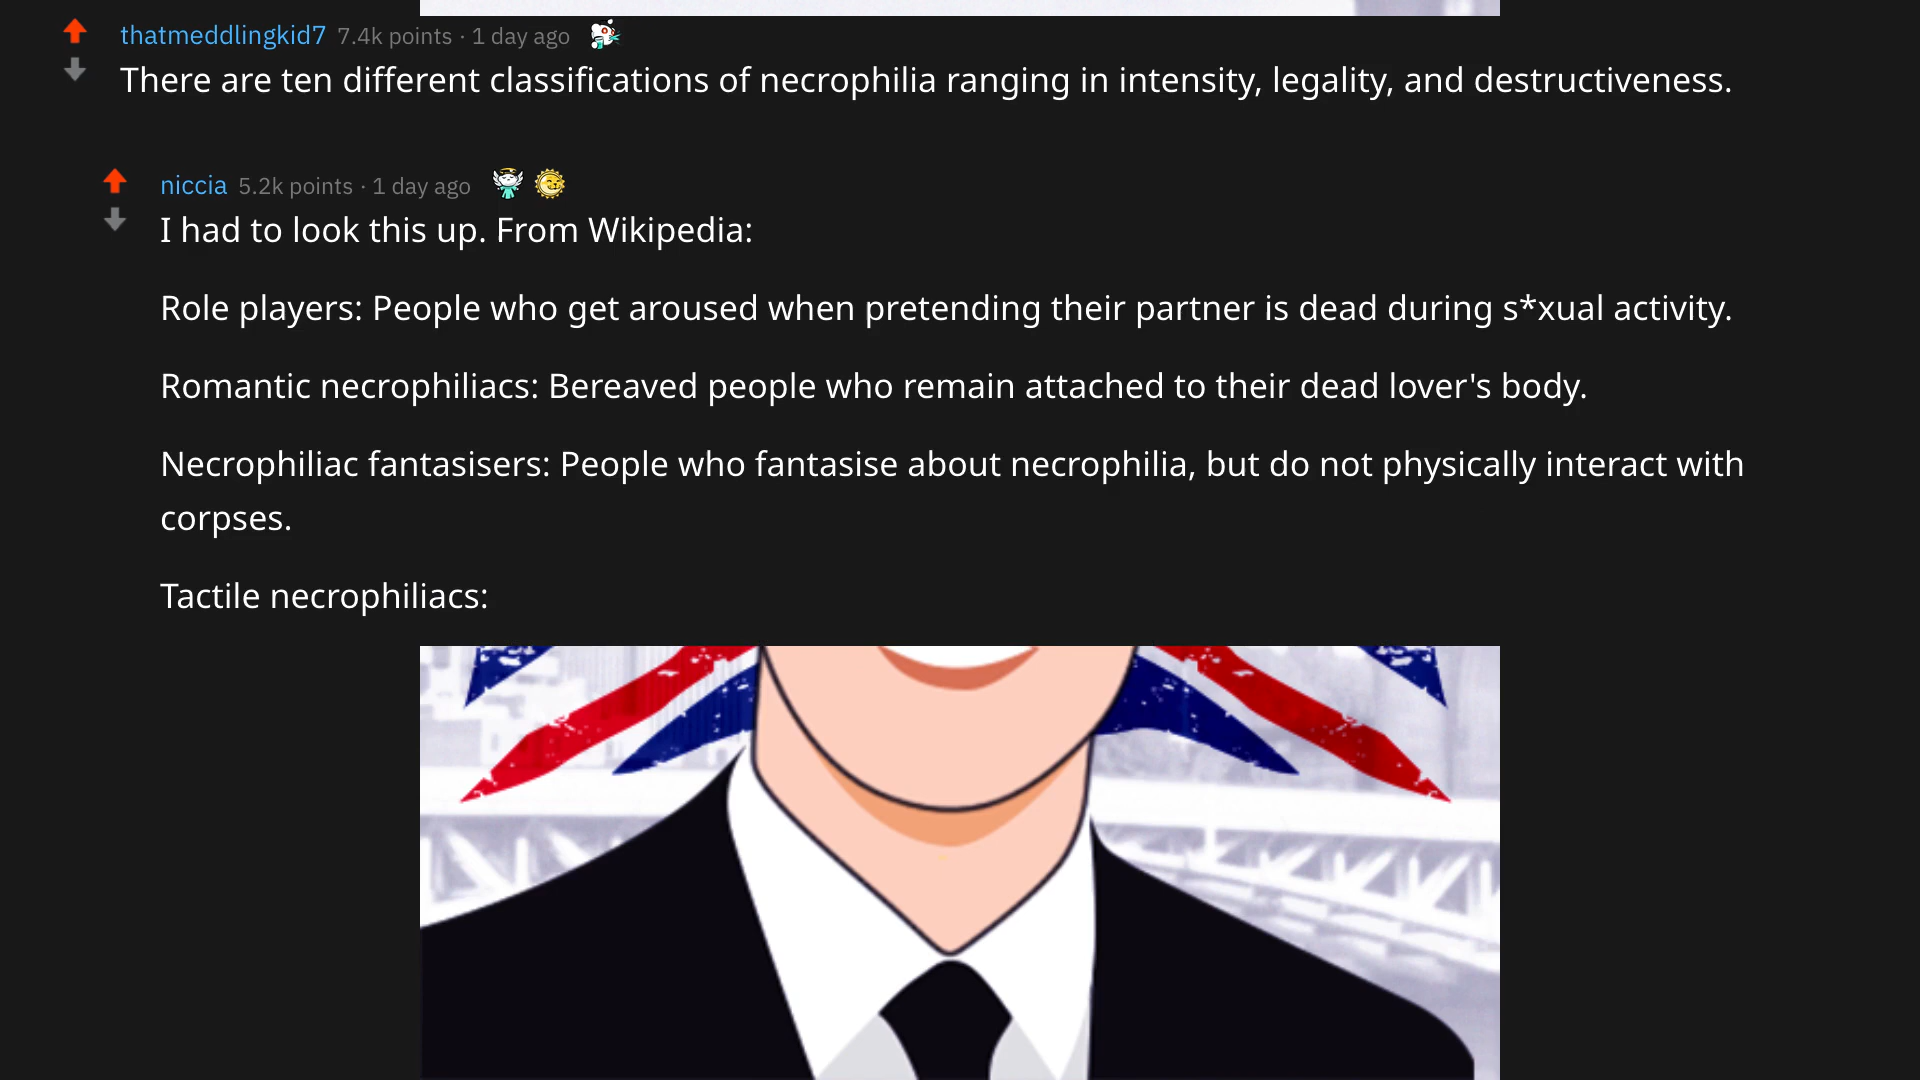 thatmeddlingkid7 7.4k points · 1 day ago
There are ten different classifications of necrophilia ranging in intensity, legality, and destructiveness.
niccia 5.2k points · 1 day ago
I had to look this up. From Wikipedia:
Role players: People who get aroused when pretending their partner is dead during s*xual activity.
Romantic necrophiliacs: Bereaved people who remain attached to their dead lover's body.
Necrophiliac fantasisers: People who fantasise about necrophilia, but do not physically interact with
corpses.
Tactile necrophiliacs: